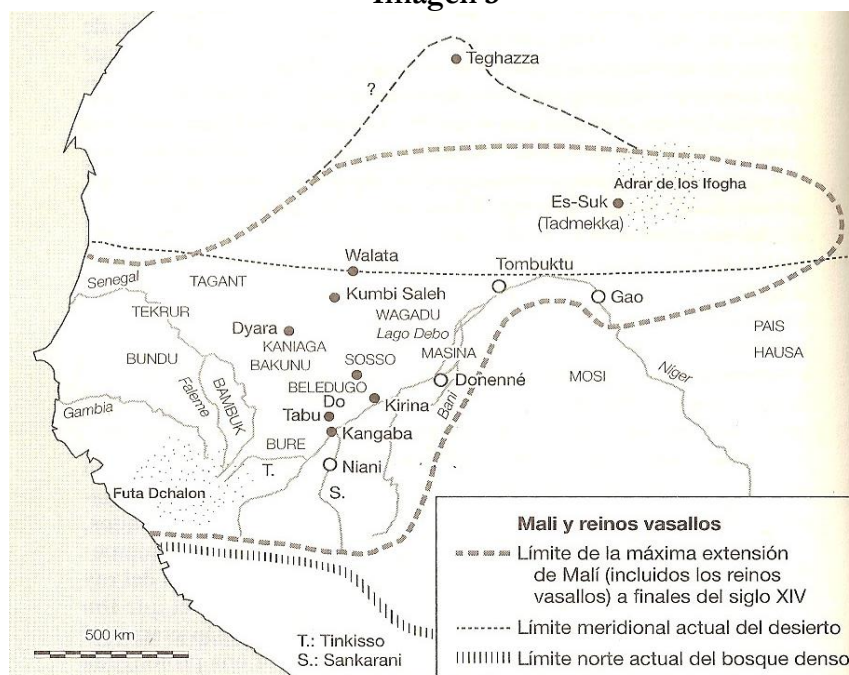 Imagen 3
Teghazza
?
Adrar de los Ifogha
Es-Suk
(Tadmekka)
Walata
Tombuktu
Senegal
TAGANT
Kumbi Saleh
Gao
TEKRUR
WAGADU
Lago Debo
Dyara
KANIAGA
PAIS
HAUSA
BUNDU
BAKUNU
SOSSO
MASINA
MOSI
Niger
BELEDUGO
Donenné
Faleme
BAMBUK
Do
Bani
Gambia
Tabu
Kirina
BURE
Kangaba
T.
Niani
Futa Dchalon
S.
Mali y reinos vasallos
Límite de la máxima extensión
de Malí (incluidos los reinos
vasallos) a finales del siglo XIV
500 km
T.: Tinkisso
S.: Sankarani
Límite meridional actual del desierto
Límite norte actual del bosque denso